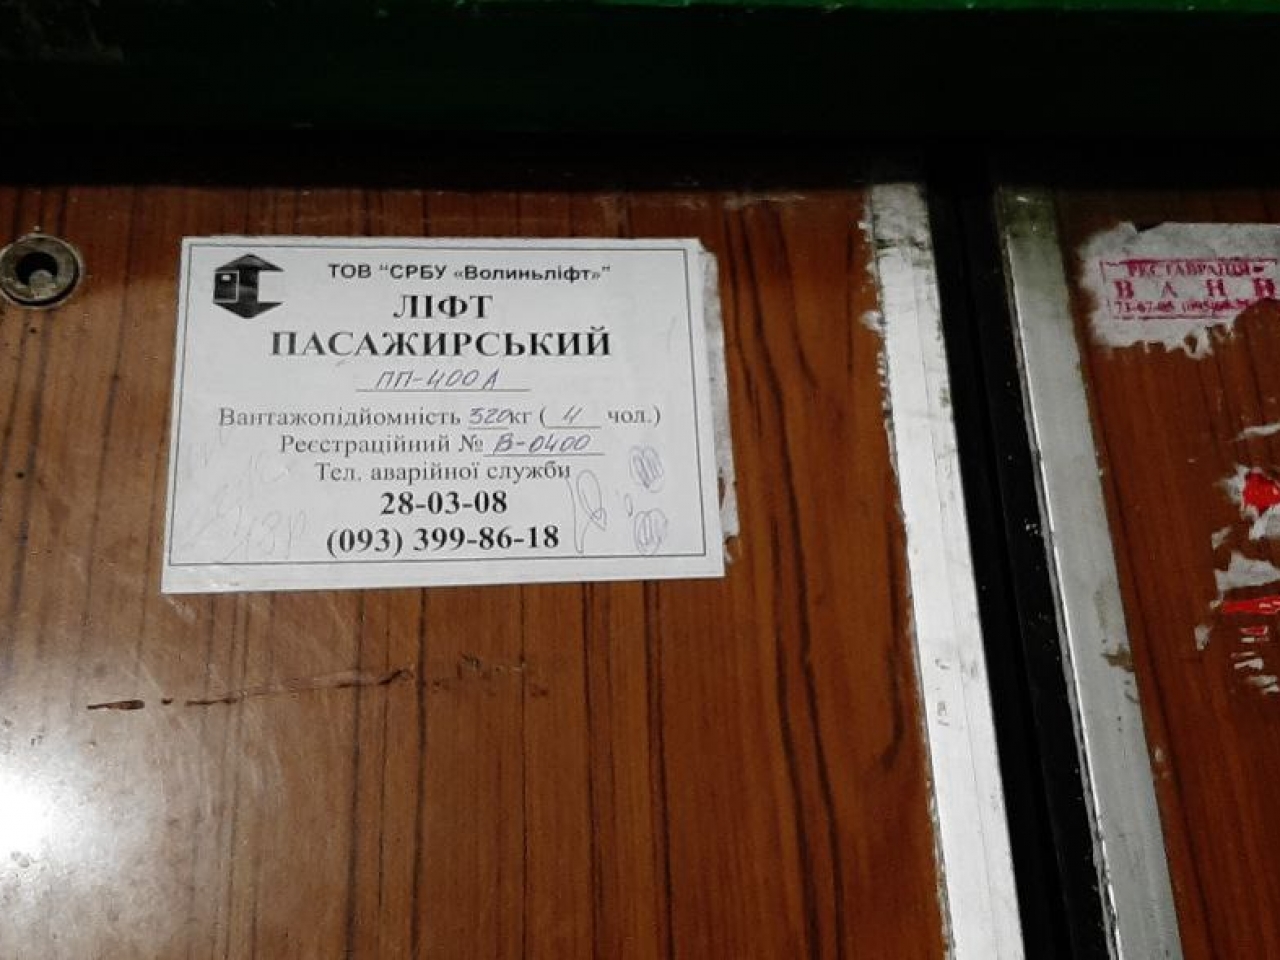 ТОВ "СРБУ «Волиньліфт»"
ЛІФТ
ПАСАЖИРСЬКИЙ
ПП-400А
Вантажопідйомність 320кг ( 4 чол.)
Реєстраційний № В-0400
Тел. аварійної служби
28-03-08
(093) 399-86-18
РЕСТАВРАЦІЯ
ВАНН